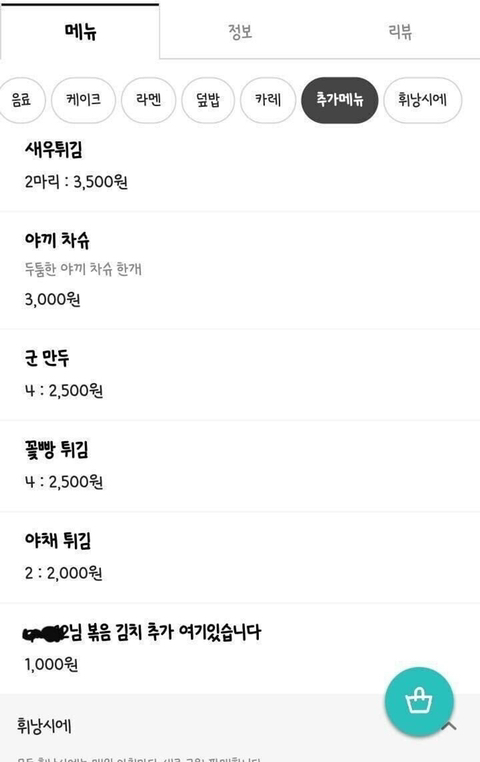 메뉴
정보
리뷰
음료
케이크
라멘
덮밥
카레
추가메뉴
휘낭시에
새우튀김
2마리 : 3,500원
야끼 차슈
두툼한 야끼 차슈 한개
3,000원
군 만두
4 : 2,500원
꽃빵 튀김
4 : 2,500원
야채 튀김
2 : 2,000원
2님 볶음 김치 추가 여기있습니다
1,000원
휘낭시에